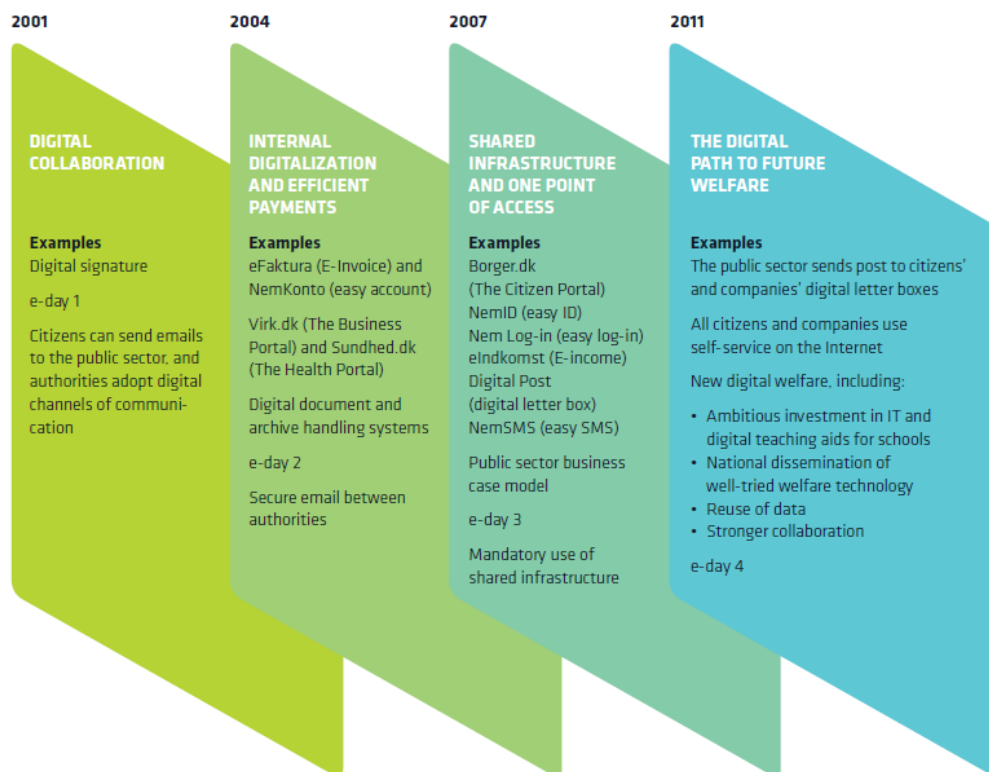 2001
DIGITAL
COLLABORATION
Examples
Digital signature
e-day 1
Citizens can send emails
to the public sector, and
authorities adopt digital
channels of communi-
cation
2004
INTERNAL
DIGITALIZATION
AND EFFICIENT
PAYMENTS
Examples
eFaktura (E-Invoice) and
NemKonto (easy account)
Virk.dk (The Business
Portal) and Sundhed.dk
(The Health Portal)
Digital document and
archive handling systems
e-day 2
Secure email between
authorities
2007
SHARED
INFRASTRUCTURE
AND ONE POINT
OF ACCESS
Examples
Borger.dk
(The Citizen Portal)
NemID (easy ID)
Nem Log-in (easy log-in)
eIndkomst (E-income)
Digital Post
(digital letter box)
NemSMS (easy SMS)
Public sector business
case model
e-day 3
Mandatory use of
shared infrastructure
2011
THE DIGITAL
PATH TO FUTURE
WELFARE
Examples
The public sector sends post to citizens'
and companies' digital letter boxes
All citizens and companies use
self-service on the Internet
New digital welfare, including:
• Ambitious investment in IT and
digital teaching aids for schools
• National dissemination of
well-tried welfare technology
• Reuse of data
• Stronger collaboration
e-day 4